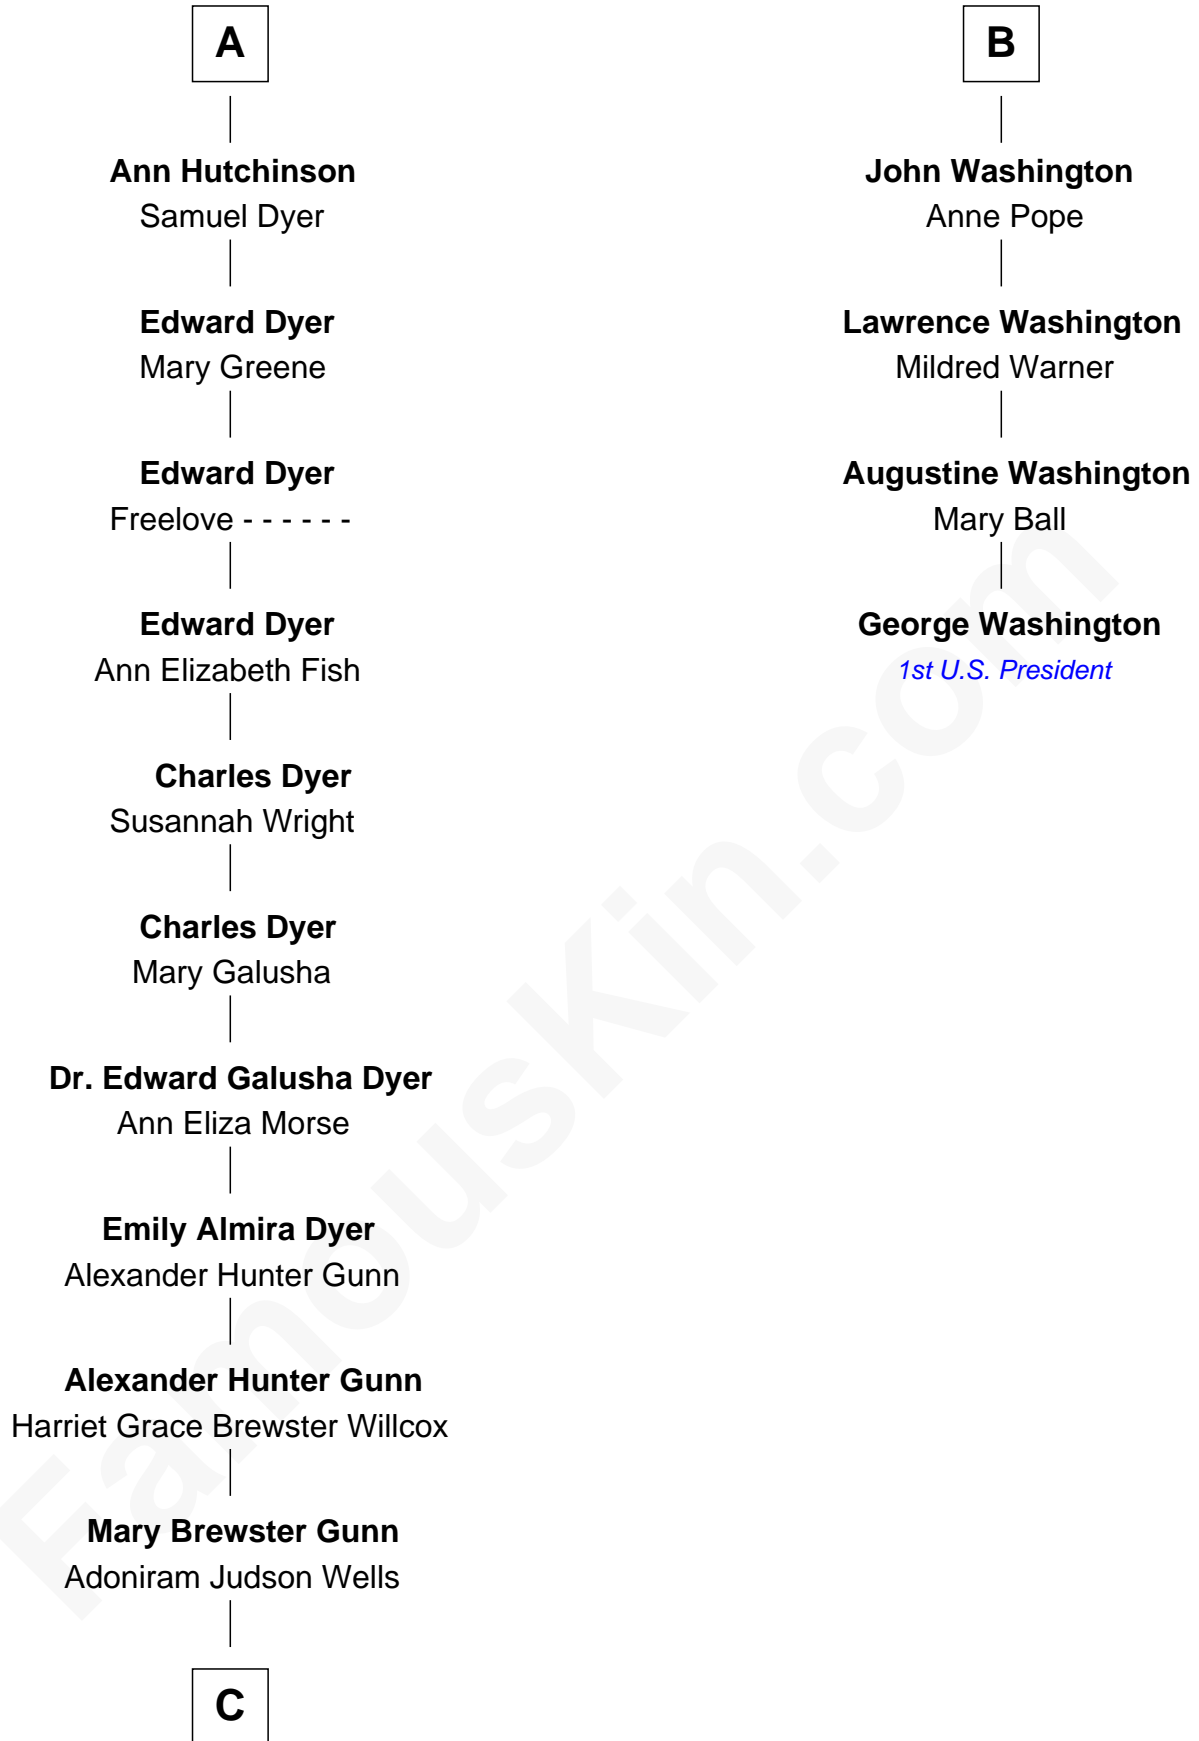 A
Ann Hutchinson
Samuel Dyer
Edward Dyer
Mary Greene
Edward Dyer
Freelove - - - - - -
Edward Dyer
Ann Elizabeth Fish
Charles Dyer
Susannah Wright
Charles Dyer
Mary Galusha
Dr. Edward Galusha Dyer
Ann Eliza Morse
Emily Almira Dyer
Alexander Hunter Gunn
Alexander Hunter Gunn
Harriet Grace Brewster Willcox
Mary Brewster Gunn
Adoniram Judson Wells
C
B
John Washington
Anne Pope
Lawrence Washington
Mildred Warner
Augustine Washington
Mary Ball
George Washington
1st U.S. President
FamousKin.com